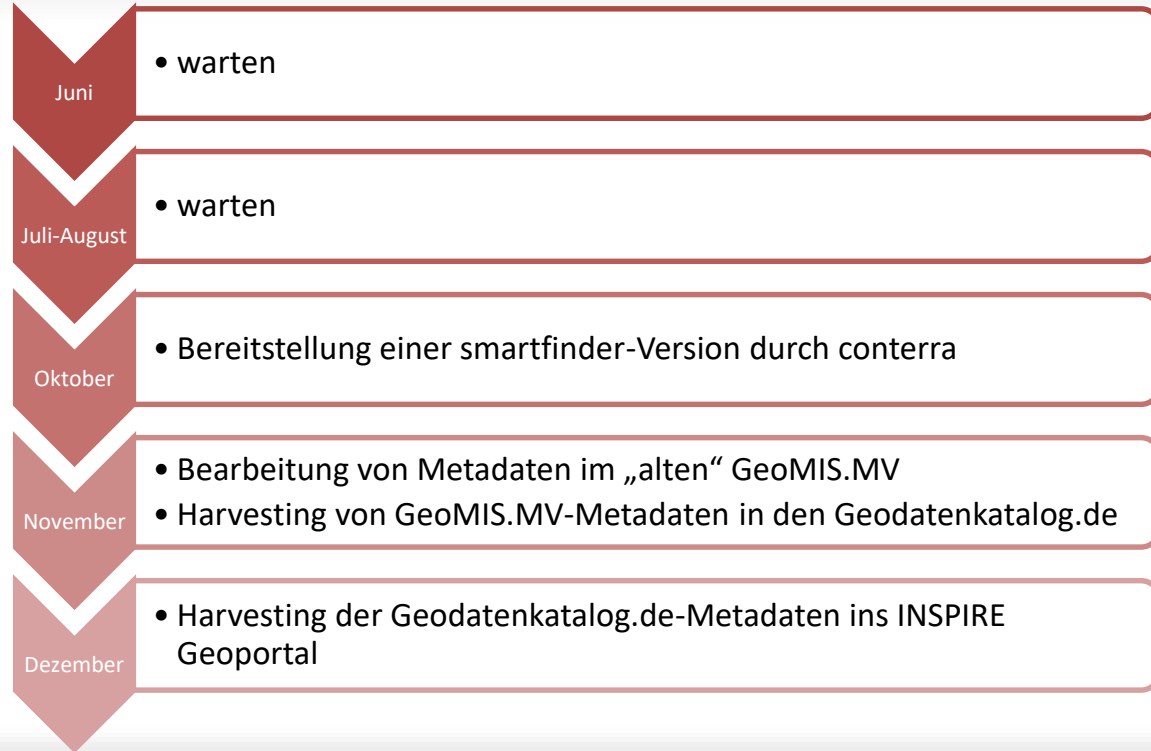 Juni
• warten
Juli-August
• warten
Oktober
• Bereitstellung einer smartfinder-Version durch conterra
November
• Bearbeitung von Metadaten im „alten“ GeoMIS.MV
• Harvesting von GeoMIS.MV-Metadaten in den Geodatenkatalog.de
Dezember
• Harvesting der Geodatenkatalog.de-Metadaten ins INSPIRE
Geoportal